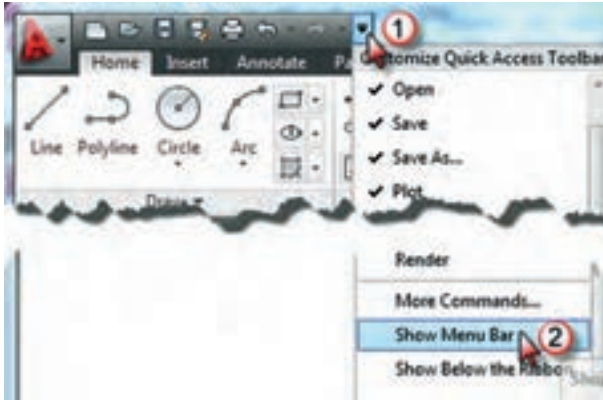 1
Home Insert Annotate
Customize Quick Access Toolbar
Open
Save
Save As...
Plot
Line Polyline Circle Arc
Draw
Render
More Commands...
Show Menu Bar 2
Show Below the Ribbon